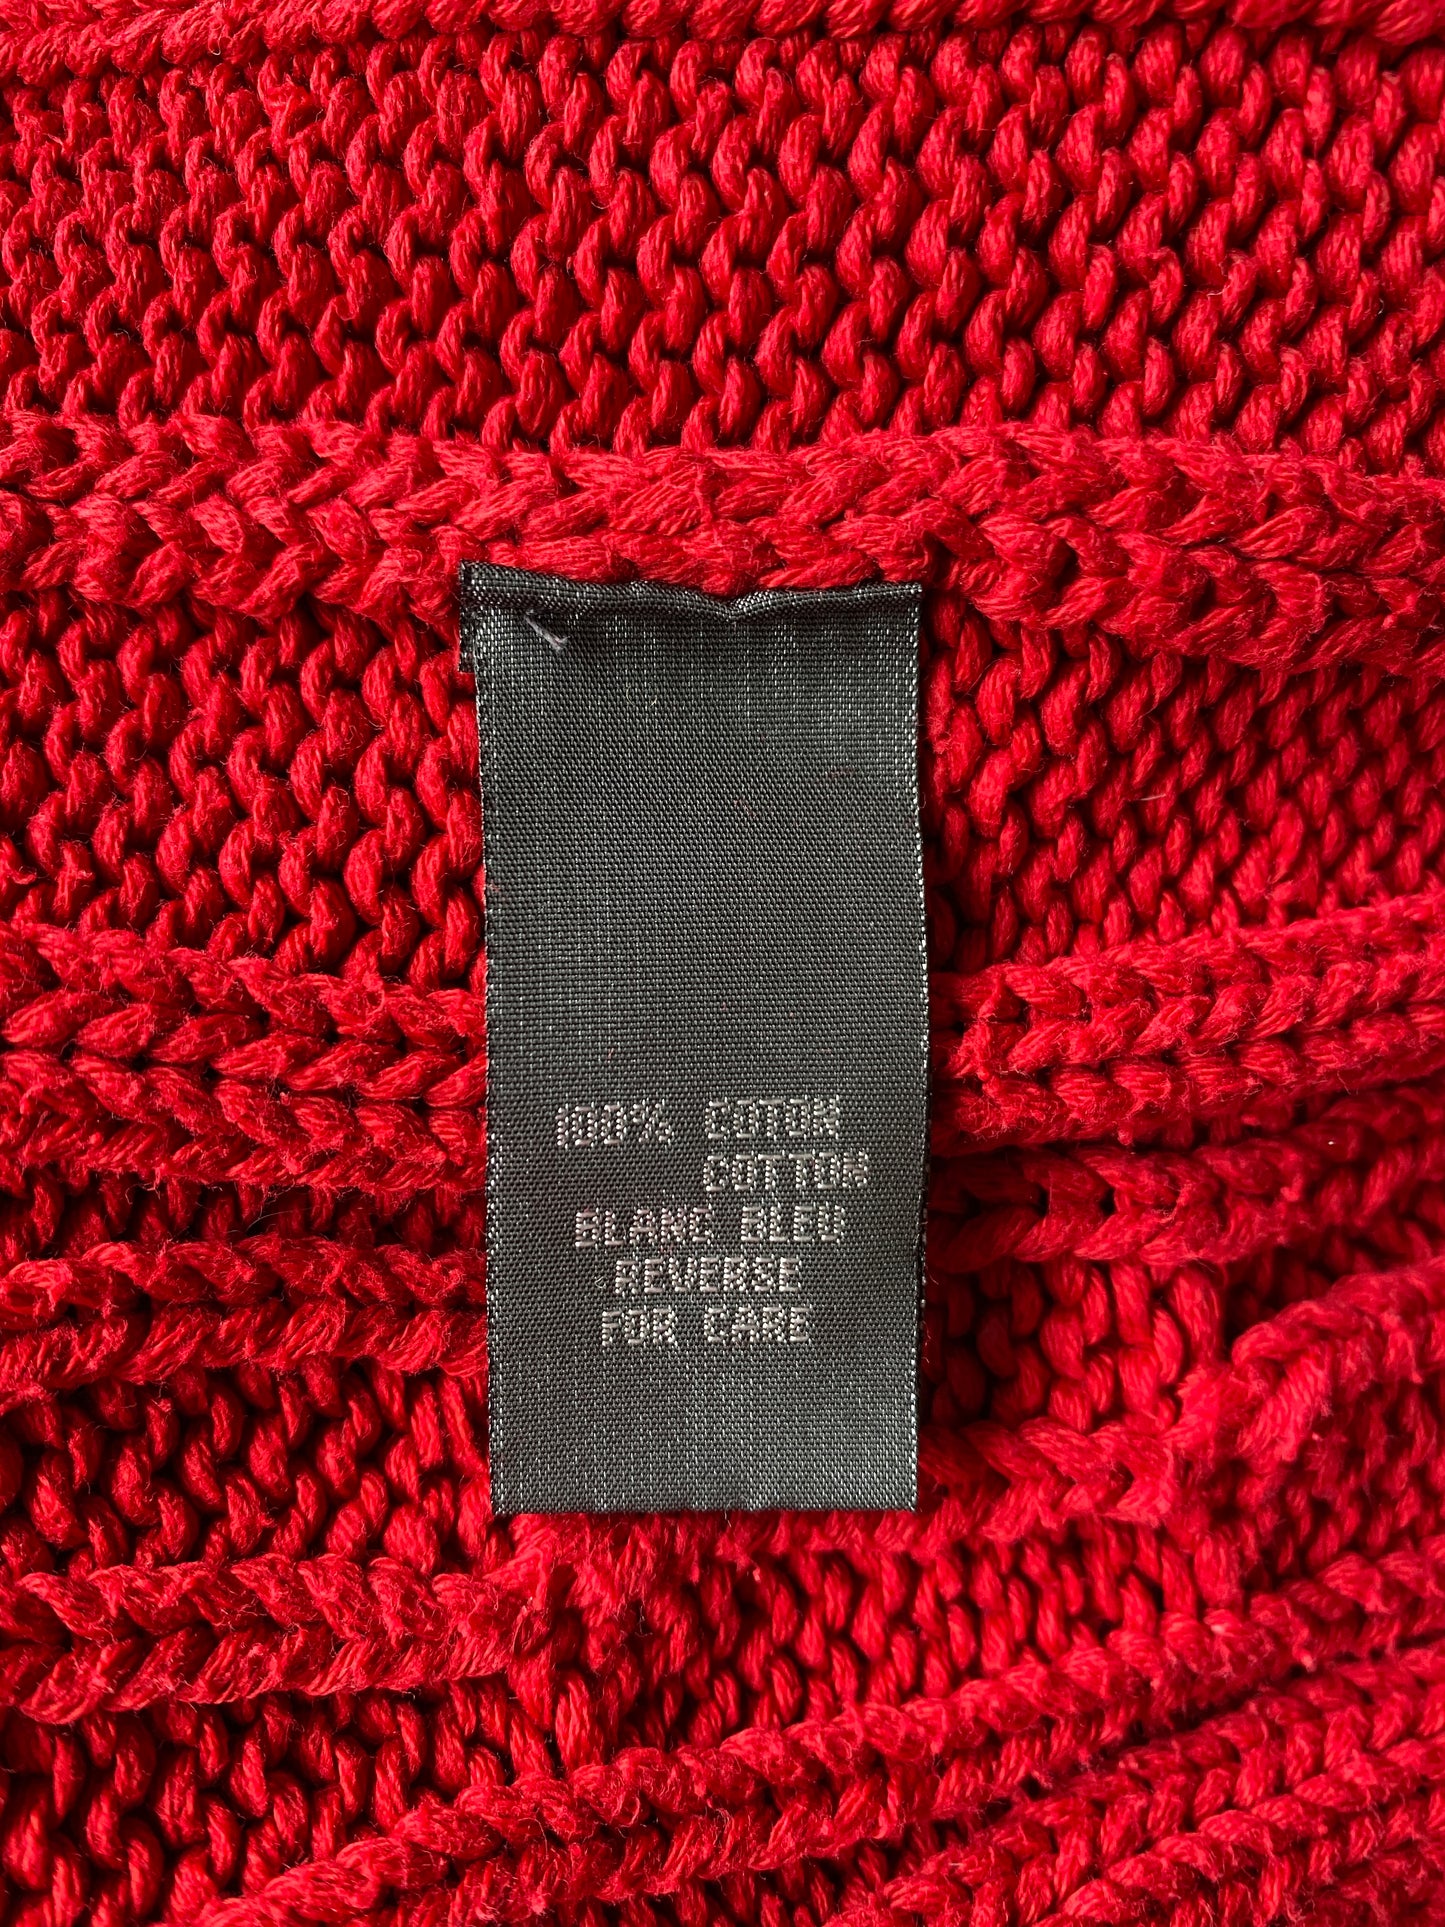 100% COTON
COTTON
BLANC BLEU
REVERSE
FOR CARE